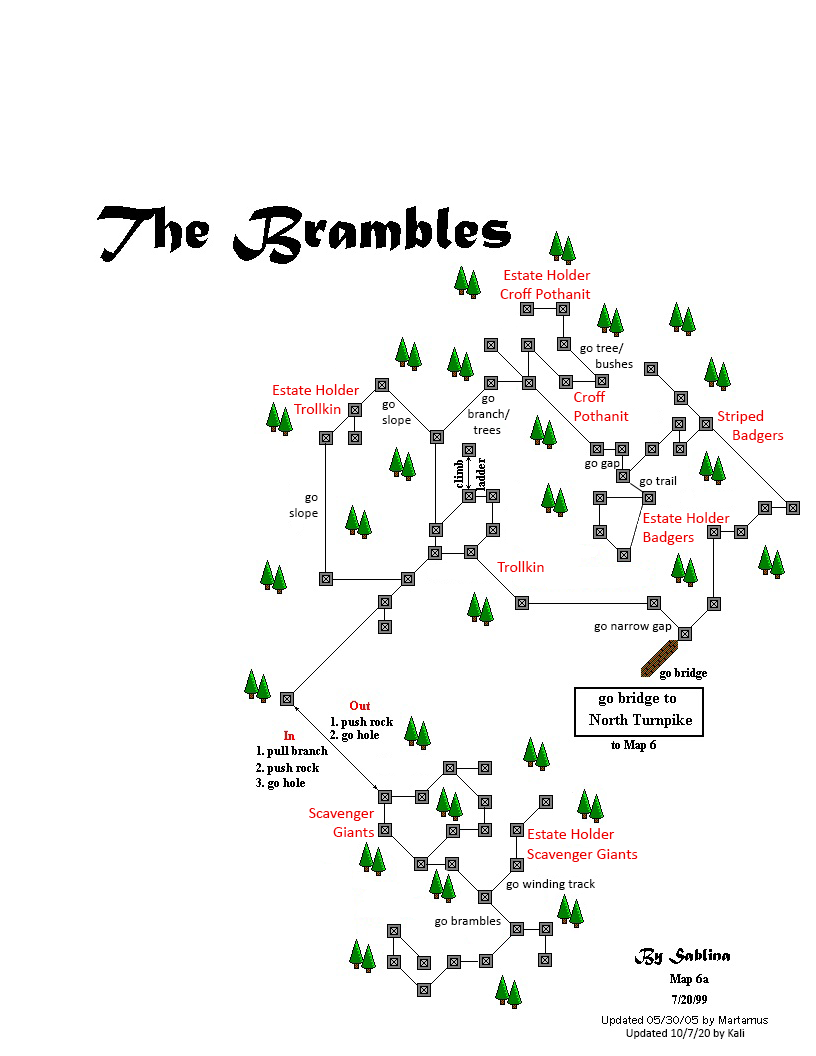 The Brambles
Estate Holder
Croff Pothanit
go tree/
bushes
Estate Holder
Trollkin
go
slope
go
branch/
trees
Croff
Pothanit
Striped
Badgers
climb
ladder
go gap
go trail
go
slope
Estate Holder
Badgers
Trollkin
go narrow gap
go bridge
go bridge to
North Turnpike
to Map 6
Out
1. push rock
2. go hole
In
1. pull branch
2. push rock
3. go hole
Scavenger
Giants
Estate Holder
Scavenger Giants
go winding track
go brambles
By Sablina
Map 6a
7/20/99
Updated 05/30/05 by Martamus
Updated 10/7/20 by Kali